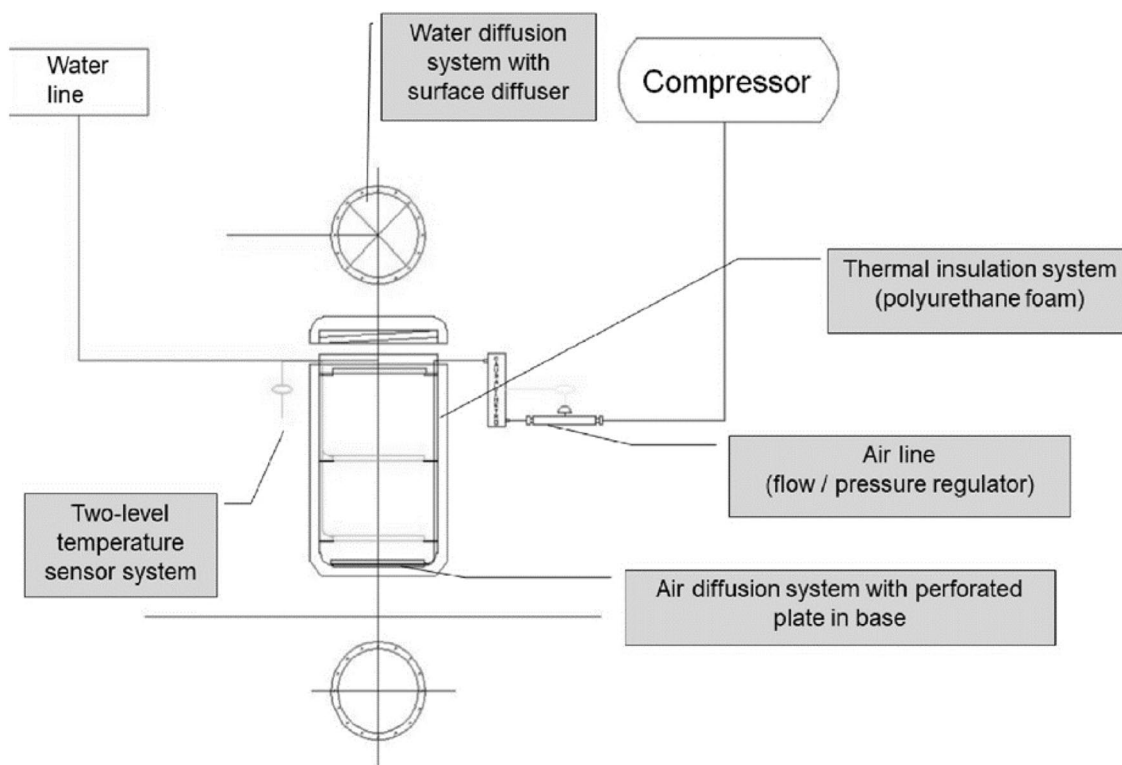 Water
line
Water diffusion
system with
surface diffuser
Compressor
Thermal insulation system
(polyurethane foam)
CAUDALIMETRO
Air line
(flow / pressure regulator)
Two-level
temperature
sensor system
Air diffusion system with perforated
plate in base